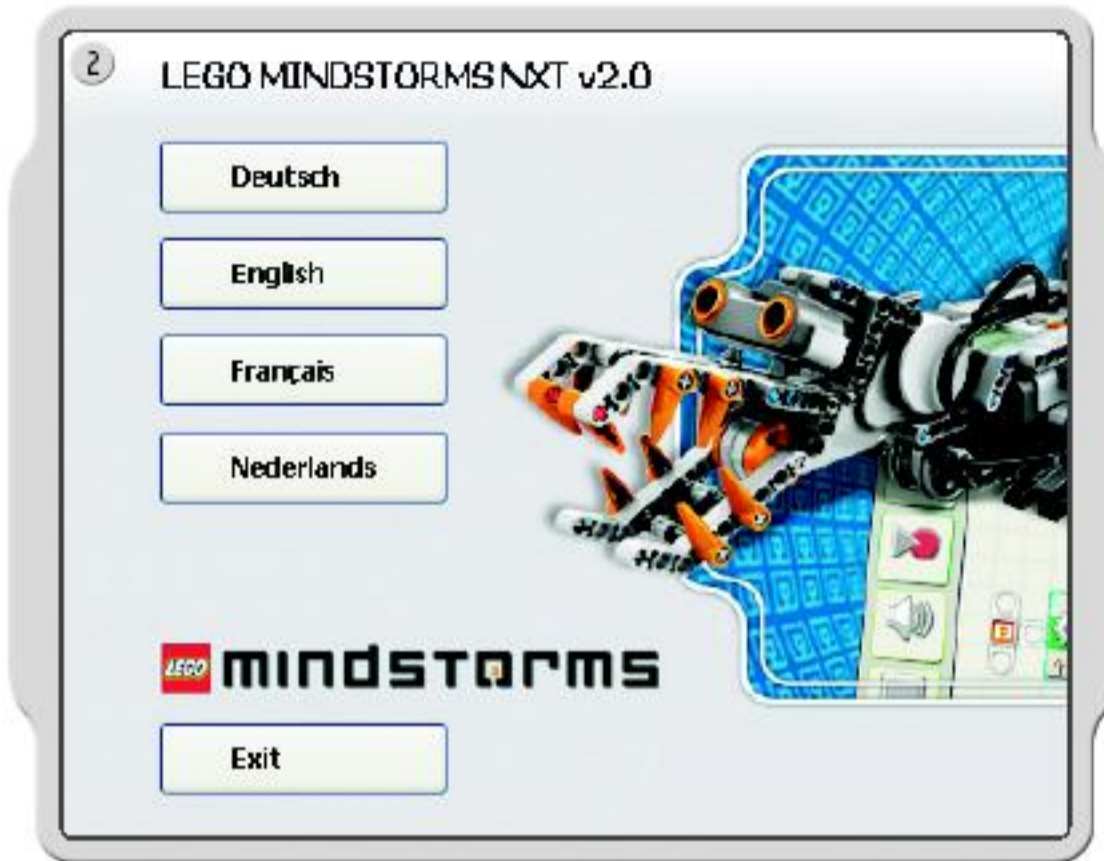 2
LEGO MINDSTORMS NXT v2.0
Deutsch
English
Français
Nederlands
LEGO mindstorms
Exit